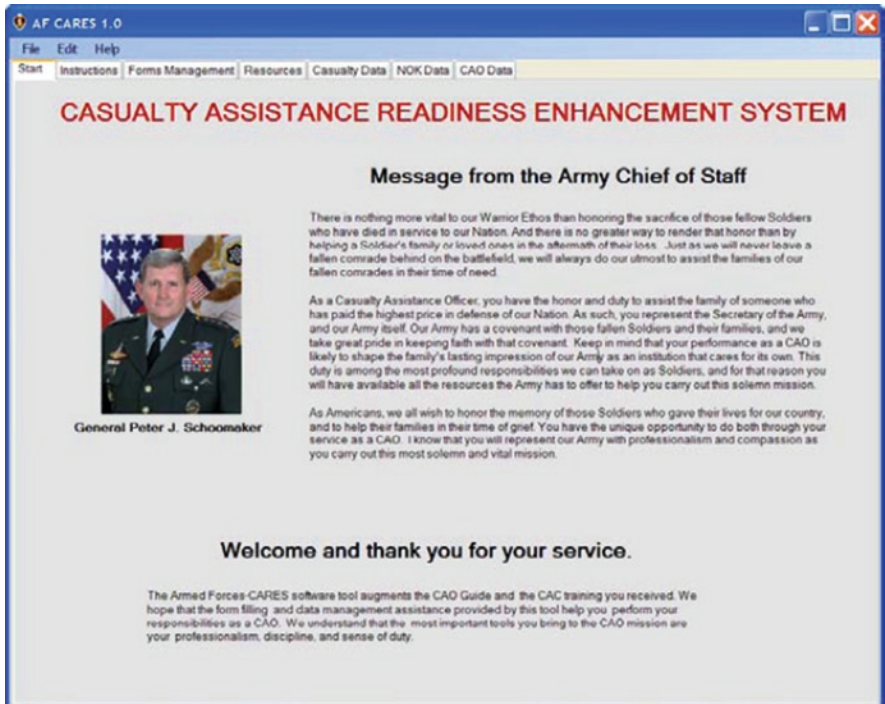 AF CARES 1.0
File Edit Help
Start Instructions Forms Management Resources Casualty Data NOK Data CAO Data
CASUALTY ASSISTANCE READINESS ENHANCEMENT SYSTEM
Message from the Army Chief of Staff
There is nothing more vital to our Warrior Ethos than honoring the sacrifice of those fellow Soldiers
who have died in service to our Nation. And there is no greater way to render that honor than by
helping a Soldier's family or loved ones in the aftermath of their loss. Just as we will never leave a
fallen comrade behind on the battlefield, we will always do our utmost to assist the families of our
fallen comrades in their time of need.
As a Casualty Assistance Officer, you have the honor and duty to assist the family of someone who
has paid the highest price in defense of our Nation. As such, you represent the Secretary of the Army,
and our Army itself. Our Army has a covenant with those fallen Soldiers and their families, and we
take great pride in keeping faith with that covenant. Keep in mind that your performance as a CAO is
likely to shape the family's lasting impression of our Army as an institution that cares for its own. This
duty is among the most profound responsibilities we can take on as Soldiers, and for that reason you
will have available all the resources the Army has to offer to help you carry out this solemn mission.
As Americans, we all wish to honor the memory of those Soldiers who gave their lives for our country,
and to help their families in their time of grief. You have the unique opportunity to do both through your
service as a CAO. I know that you will represent our Army with professionalism and compassion as
you carry out this most solemn and vital mission.
General Peter J. Schoomaker
Welcome and thank you for your service.
The Armed Forces-CARES software tool augments the CAO Guide and the CAC training you received. We
hope that the form filling and data management assistance provided by this tool help you perform your
responsibilities as a CAO. We understand that the most important tools you bring to the CAO mission are
your professionalism, discipline, and sense of duty.